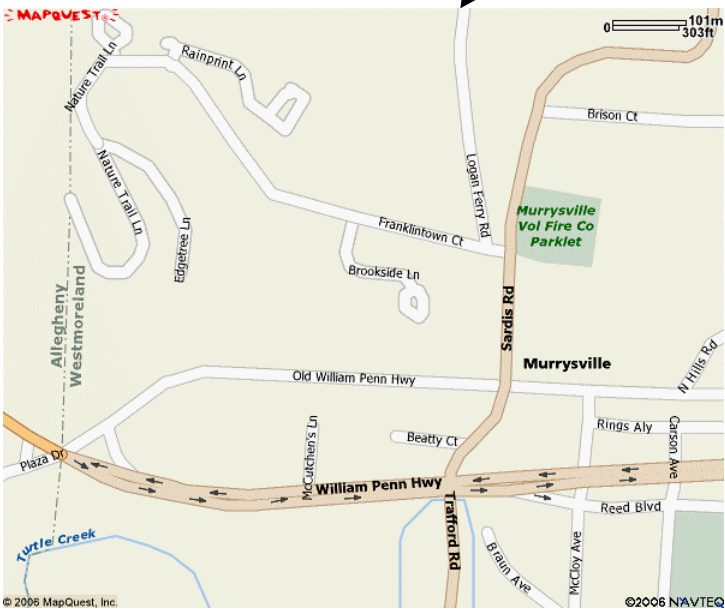 MAPQUEST
0 101m
303ft
Nature Trail Ln
Rainprint Ln
Brison Ct
Logan Ferry Rd
Nature Trail Ln
Edgetree Ln
Franklintown Ct
Murrysville
Vol Fire Co
Parklet
Brookside Ln
Allegheny
Westmoreland
Sardis Rd
Murrysville
N Hills Rd
Old William Penn Hwy
McCutchen's Ln
Beatty Ct
Rings Aly
Carson Ave
Plaza Dr
William Penn Hwy
Trafford Rd
Reed Blvd
Turtle Creek
Braun Ave
McCloy Ave
© 2006 MapQuest, Inc.
©2006 NAVTEQ